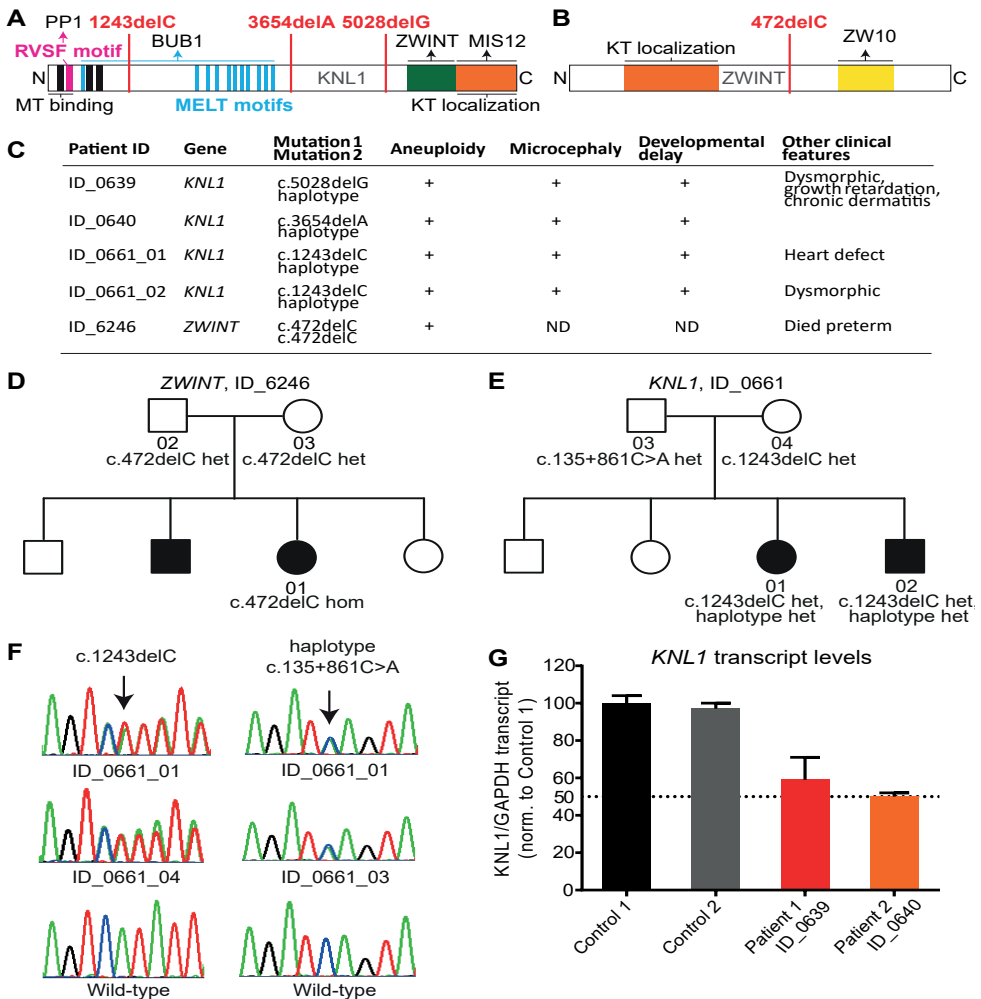 A
PP1 1243delC 3654delA 5028delG
BUB1 ZWINT MIS12
RVSF motif
N KNL1 C
MT binding MELT motifs KT localization
B
472delC
KT localization ZW10
N ZWINT C
C
Patient ID Gene Mutation 1 Mutation 2 Aneuploidy Microcephaly Developmental delay Other clinical features
ID_0639 KNL1 c.5028delG haplotype + + + Dysmorphic, growth retardation, chronic dermatitis
ID_0640 KNL1 c.3654delA haplotype + + +
ID_0661_01 KNL1 c.1243delC haplotype + + + Heart defect
ID_0661_02 KNL1 c.1243delC haplotype + + + Dysmorphic
ID_6246 ZWINT c.472delC c.472delC + ND ND Died preterm
D
ZWINT, ID_6246
02 03
c.472delC het c.472delC het
01
c.472delC hom
E
KNL1, ID_0661
03 04
c.135+861C>A het c.1243delC het
01 02
c.1243delC het, c.1243delC het,
haplotype het haplotype het
F
c.1243delC
haplotype
c.135+861C>A
ID_0661_01 ID_0661_01
ID_0661_04 ID_0661_03
Wild-type Wild-type
G
KNL1 transcript levels
KNL1/GAPDH transcript
(norm. to Control 1)
120
100
80
60
50
40
20
0
Control 1
Control 2
Patient 1
ID_0639
Patient 2
ID_0640